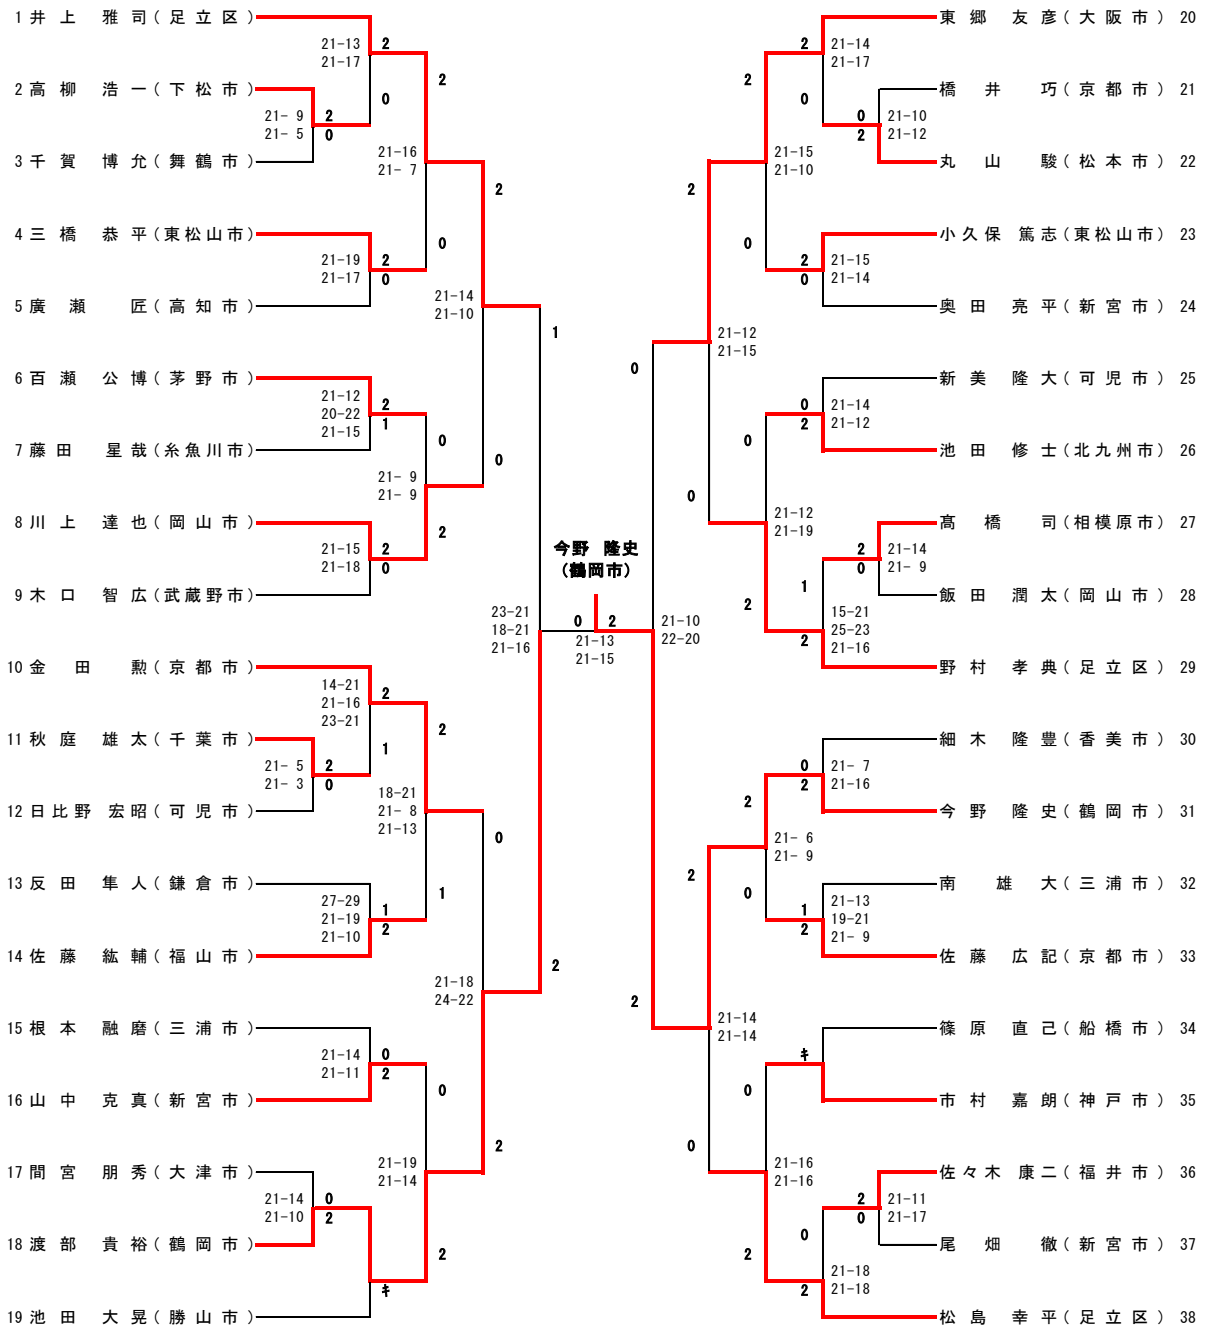 1 井上 雅司(足立区)
21-13 2
21-17
2 高柳 浩一(下松市)
0
21- 9 2
21- 5 0
3 千賀 博允(舞鶴市)
2
21-16
21- 7
4 三橋 恭平(東松山市)
21-19 2
21-17 0
5 廣瀬 匠(高知市)
0
2
21-14
21-10
6 百瀬 公博(茅野市)
21-12 2
20-22
21-15 1
7 藤田 星哉(糸魚川市)
0
21- 9
21- 9
8 川上 達也(岡山市)
21-15 2
21-18 0
9 木口 智広(武蔵野市)
2
0
1
23-21
18-21
21-16
10 金田 勲(京都市)
14-21 2
21-16
23-21
11 秋庭 雄太(千葉市)
1
21- 5 2
21- 3 0
12 日比野 宏昭(可児市)
2
18-21
21- 8
21-13
13 反田 隼人(鎌倉市)
27-29
21-19 1
21-10 2
14 佐藤 紘輔(福山市)
1
0
21-18
24-22
15 根本 融磨(三浦市)
21-14 0
21-11 2
16 山中 克真(新宮市)
0
21-19
21-14
17 間宮 朋秀(大津市)
21-14 0
21-10 2
18 渡部 貴裕(鶴岡市)
キ
19 池田 大晃(勝山市)
2
2
2
今野 隆史
(鶴岡市)
0 2
21-13
21-15
東郷 友彦(大阪市) 20
2 21-14
21-17
橋井 巧(京都市) 21
0
0 21-10
2 21-12
丸山 駿(松本市) 22
2
21-15
21-10
小久保 篤志(東松山市) 23
2 21-15
0 21-14
奥田 亮平(新宮市) 24
0
2
21-12
21-15
新美 隆大(可児市) 25
0 21-14
2 21-12
池田 修士(北九州市) 26
0
21-12
21-19
髙橋 司(相模原市) 27
2 21-14
0 21- 9
飯田 潤太(岡山市) 28
1
15-21
25-23
2 21-16
野村 孝典(足立区) 29
2
0
0
21-10
22-20
細木 隆豊(香美市) 30
0 21- 7
2 21-16
今野 隆史(鶴岡市) 31
2
21- 6
21- 9
南 雄大(三浦市) 32
21-13
1 19-21
2 21- 9
佐藤 広記(京都市) 33
0
2
21-14
21-14
篠原 直己(船橋市) 34
キ
市村 嘉朗(神戸市) 35
0
21-16
21-16
佐々木 康二(福井市) 36
2 21-11
0 21-17
尾畑 徹(新宮市) 37
0
21-18
2 21-18
松島 幸平(足立区) 38
2
0
2